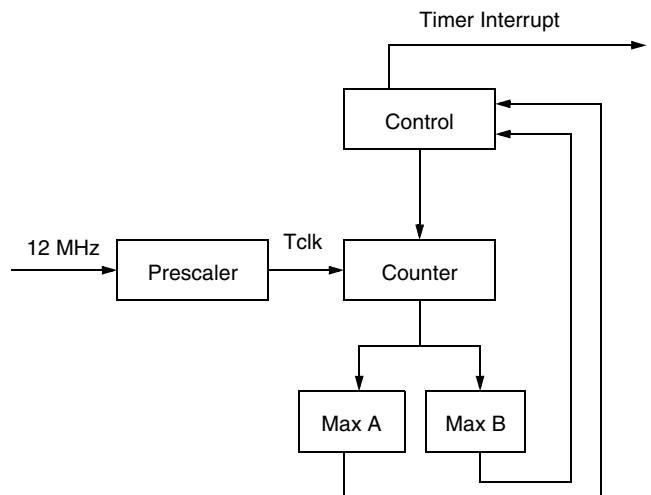 Timer Interrupt
Control
12 MHz
Tclk
Prescaler
Counter
Max A
Max B